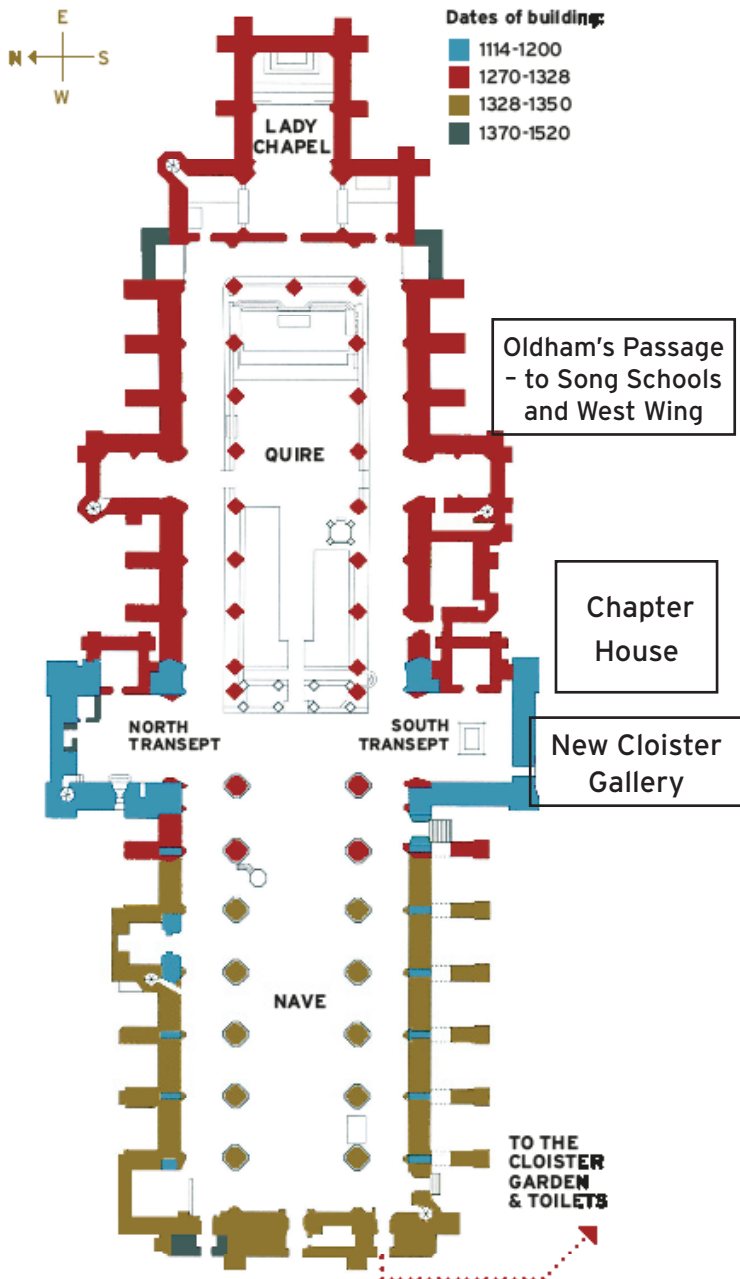 E
N S
W
Dates of building:
1114-1200
1270-1328
1328-1350
1370-1520
LADY
CHAPEL
Oldham's Passage
– to Song Schools
and West Wing
QUIRE
Chapter
House
NORTH
TRANSEPT
SOUTH
TRANSEPT
New Cloister
Gallery
NAVE
TO THE
CLOISTER
GARDEN
& TOILETS